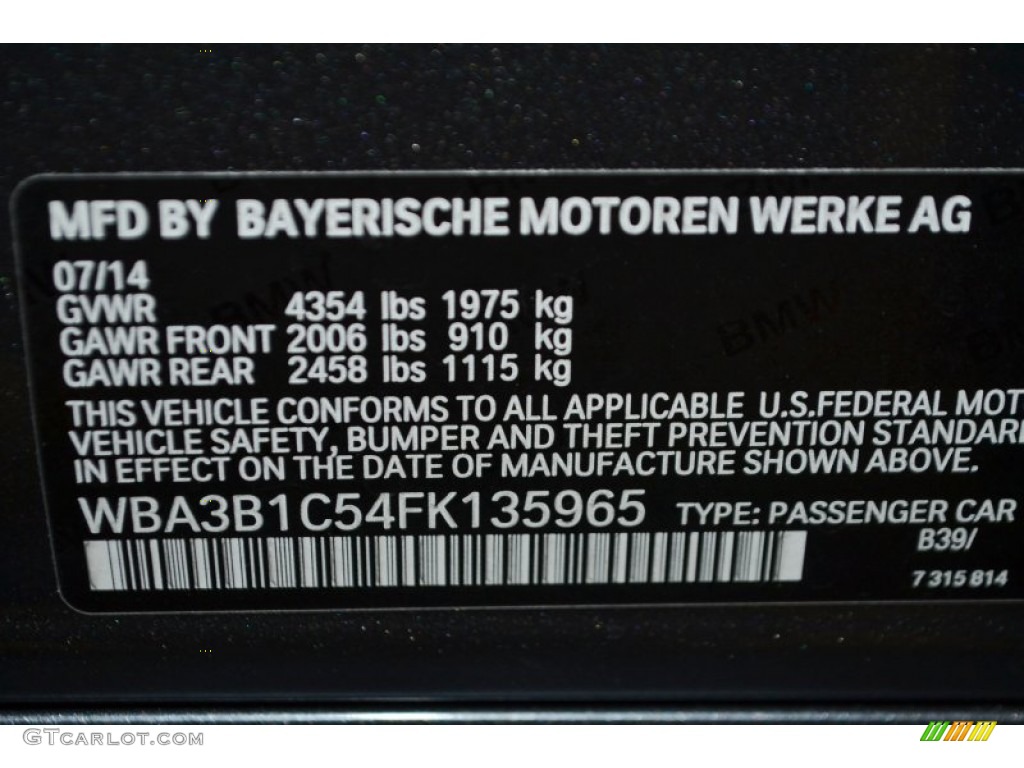 MFD BY BAYERISCHE MOTOREN WERKE AG
07/14
GVWR 4354 lbs 1975 kg
GAWR FRONT 2006 lbs 910 kg
GAWR REAR 2458 lbs 1115 kg
THIS VEHICLE CONFORMS TO ALL APPLICABLE U.S.FEDERAL MOT
VEHICLE SAFETY, BUMPER AND THEFT PREVENTION STANDARD
IN EFFECT ON THE DATE OF MANUFACTURE SHOWN ABOVE.
WBA3B1C54FK135965 TYPE: PASSENGER CAR
B39/
7 315 814
GTCARLOT.COM